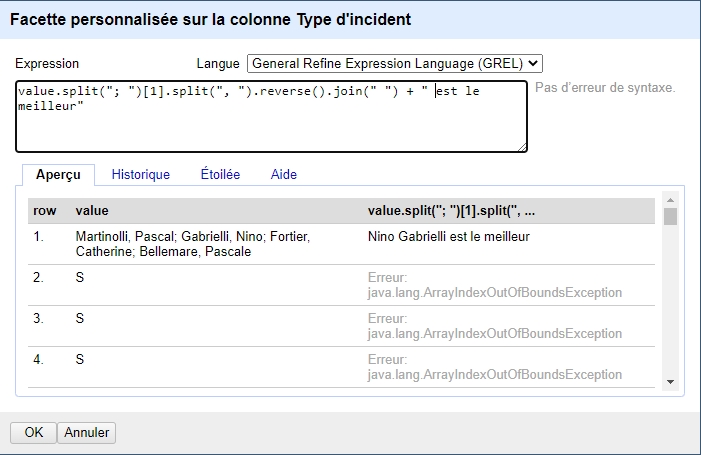 Facette personnalisée sur la colonne Type d'incident
Expression Langue General Refine Expression Language (GREL)
value.split("; ")[1].split(", ").reverse().join(" ") + " est le
meilleur"
Pas d'erreur de syntaxe.
Aperçu Historique Étoilée Aide
row value value.split("; ")[1].split(", ...
1. Martinolli, Pascal; Gabrielli, Nino; Fortier, Nino Gabrielli est le meilleur
Catherine; Bellemare, Pascale
2. S Erreur:
java.lang.ArrayIndexOutOfBoundsException
3. S Erreur:
java.lang.ArrayIndexOutOfBoundsException
4. S Erreur:
java.lang.ArrayIndexOutOfBoundsException
OK Annuler